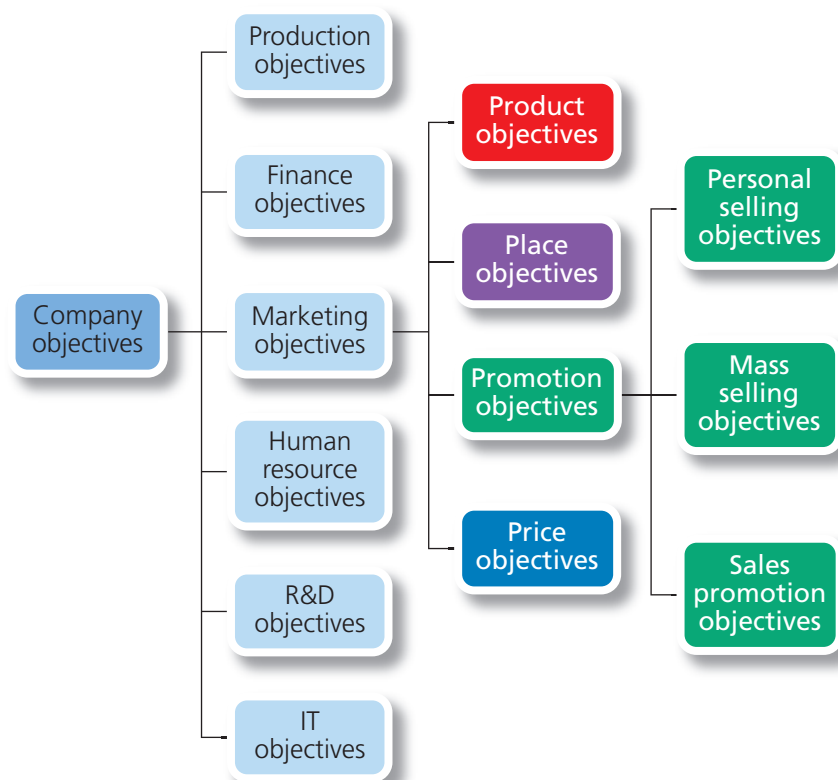 Company
objectives
Production
objectives
Finance
objectives
Marketing
objectives
Human
resource
objectives
R&D
objectives
IT
objectives
Product
objectives
Place
objectives
Promotion
objectives
Price
objectives
Personal
selling
objectives
Mass
selling
objectives
Sales
promotion
objectives